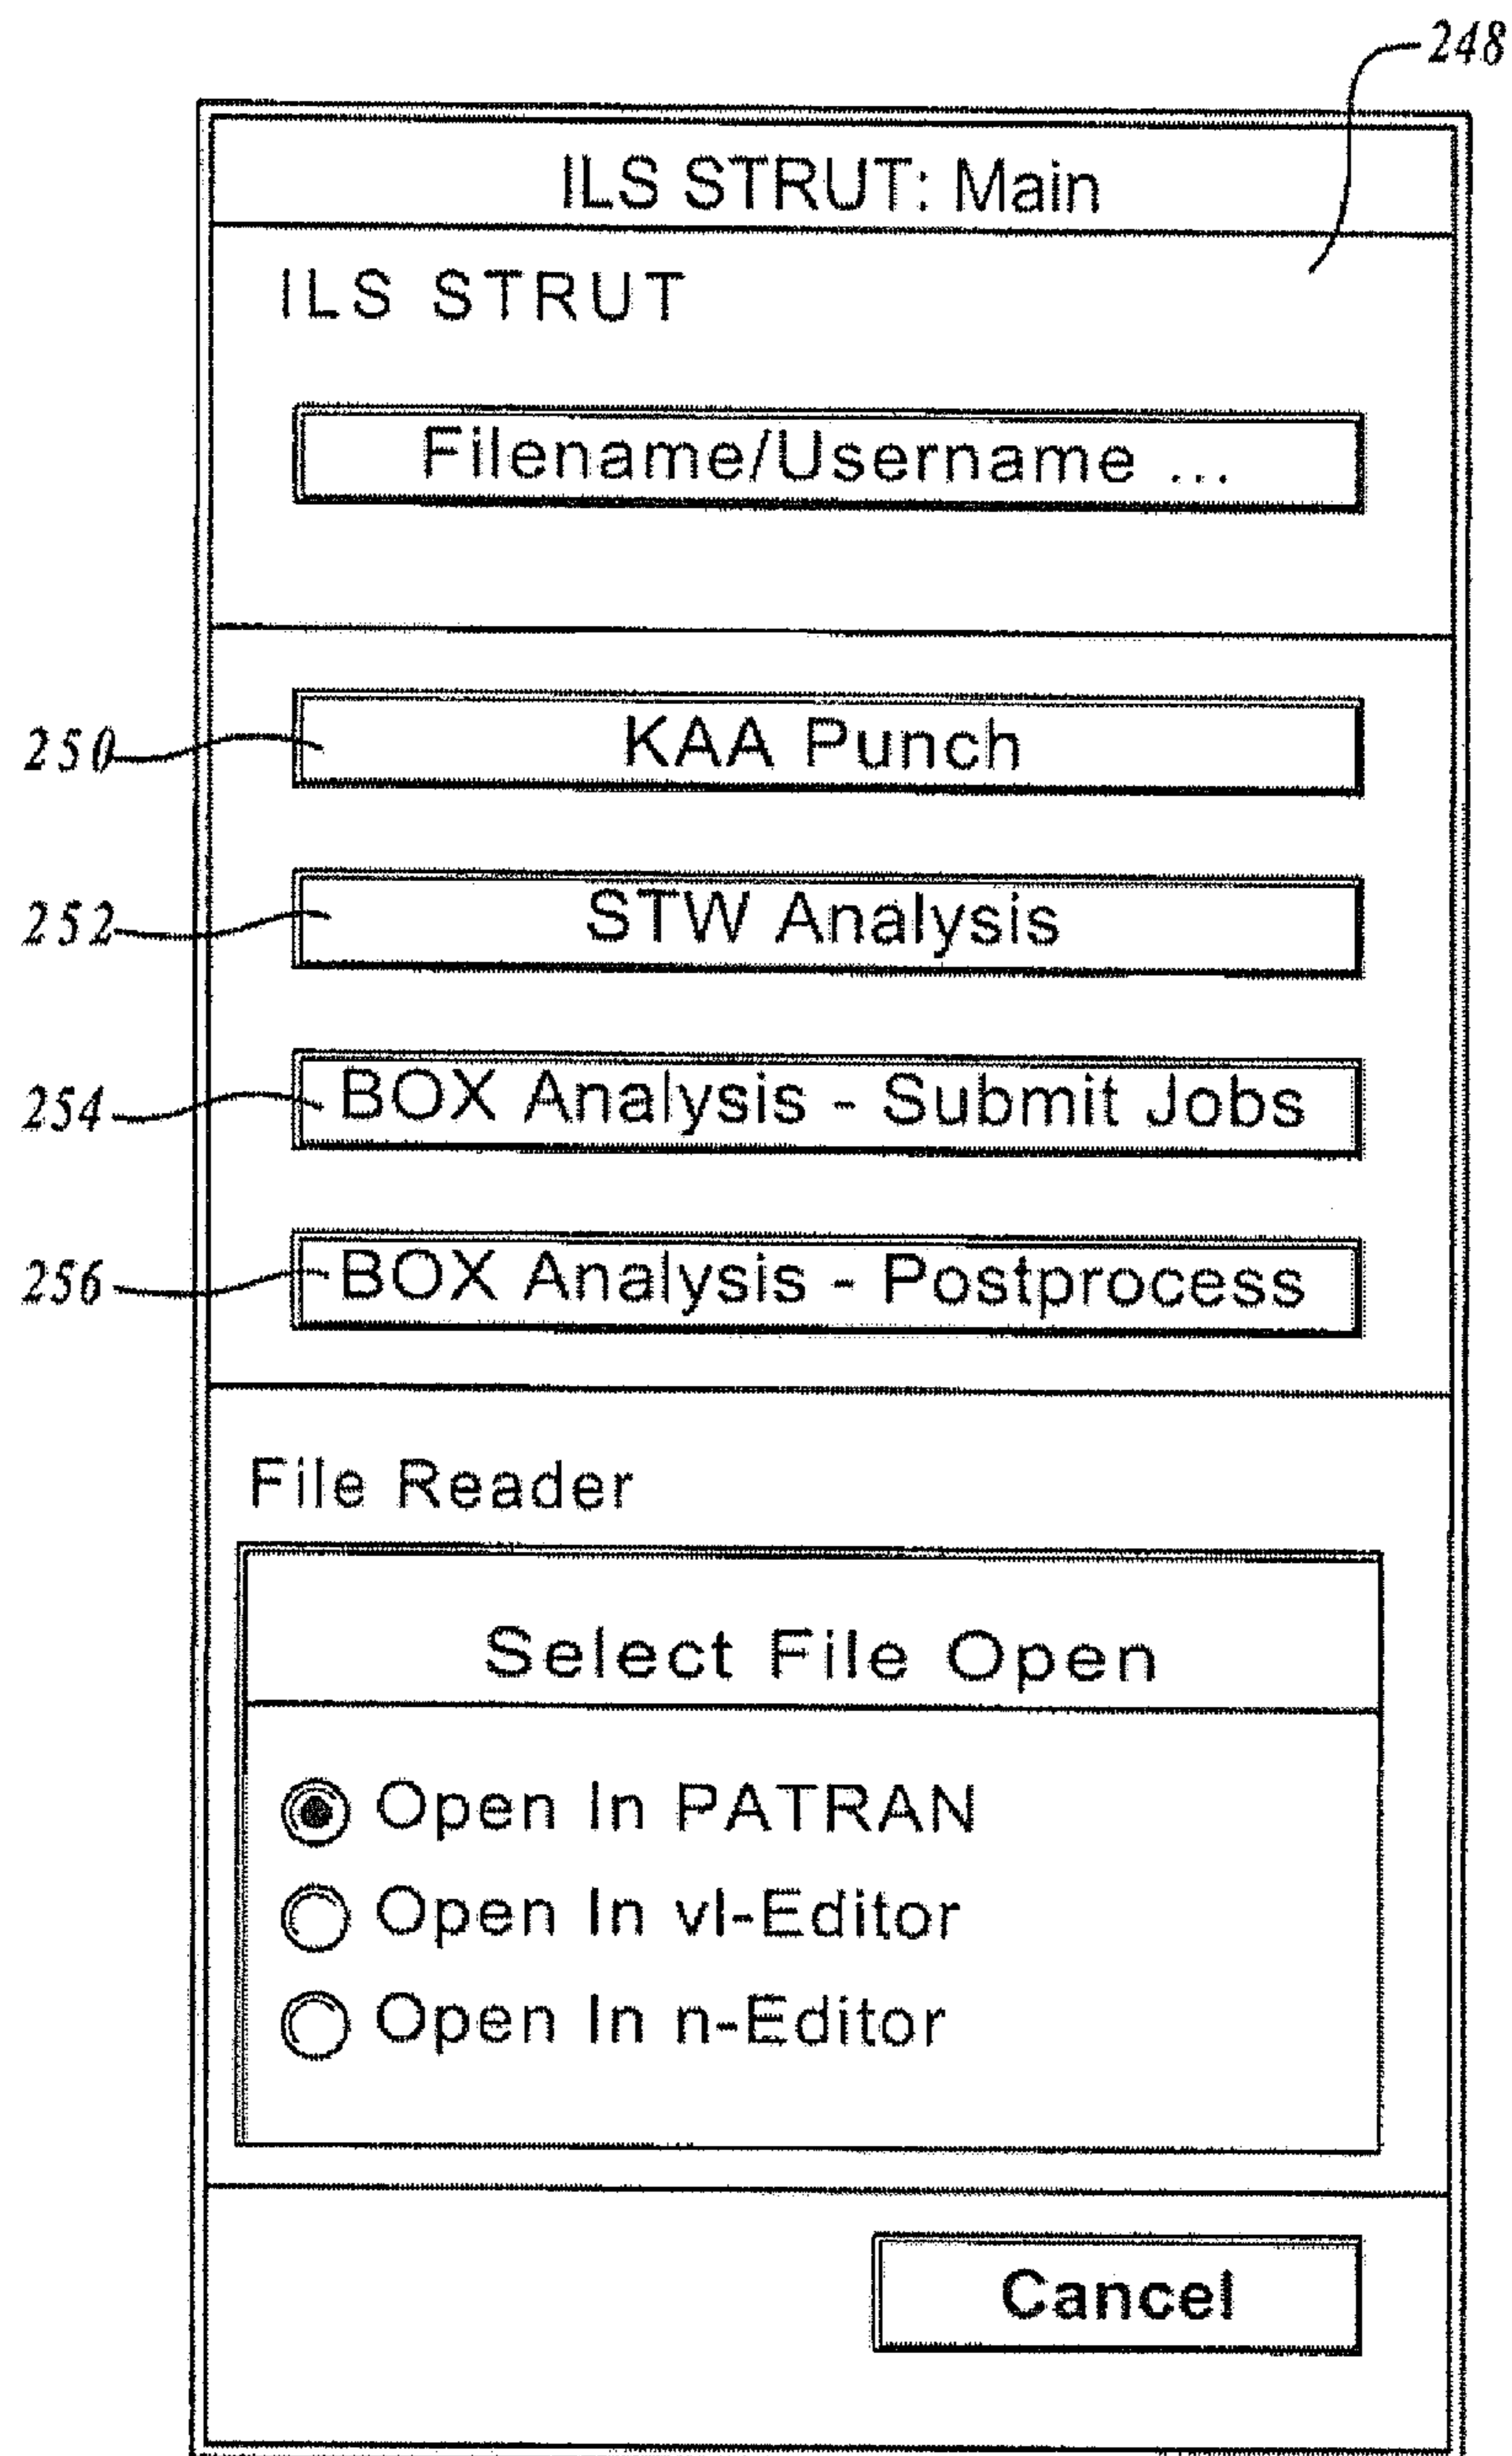 248
ILS STRUT: Main
ILS STRUT
Filename/Username ...
250 KAA Punch
252 STW Analysis
254 BOX Analysis - Submit Jobs
256 BOX Analysis - Postprocess
File Reader
Select File Open
Open In PATRAN
Open In vI-Editor
Open In n-Editor
Cancel